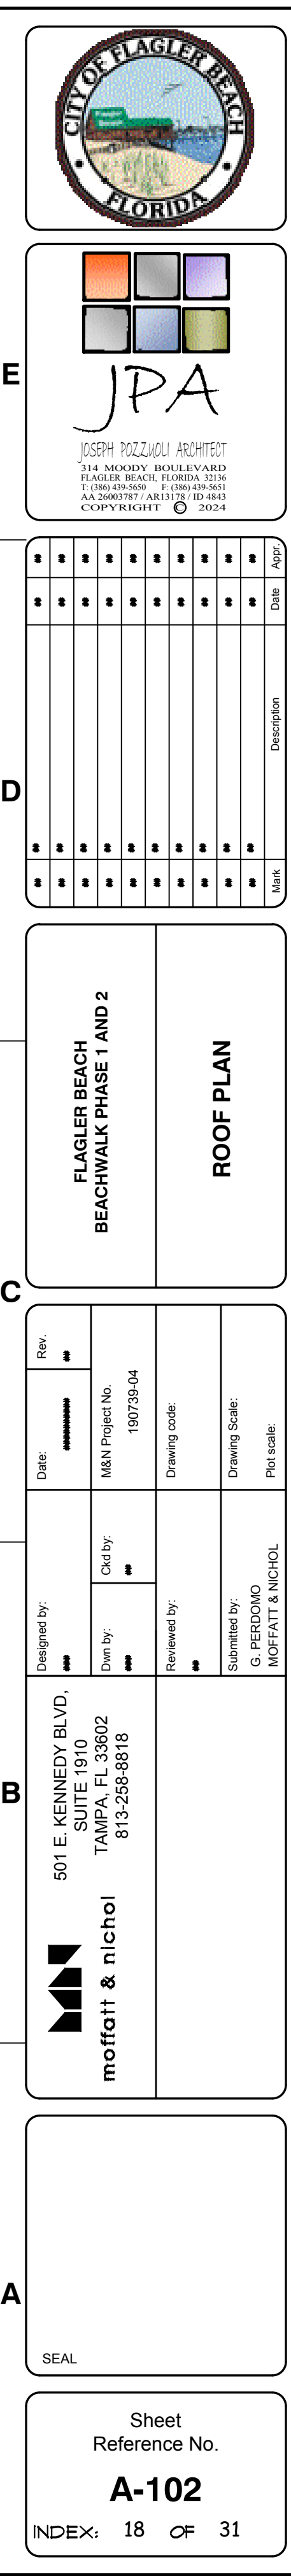 CITY OF FLAGLER BEACH
Flagler
Beach
FLORIDA
E
JPA
JOSEPH POZZUOLI ARCHITECT
314 MOODY BOULEVARD
FLAGLER BEACH, FLORIDA 32136
T: (386) 439-5650 F: (386) 439-5651
AA 26003787 / AR13178 / ID 4843
COPYRIGHT © 2024
D
Mark Description Date Appr.
## ## ## ##
## ## ## ##
## ## ## ##
## ## ## ##
## ## ## ##
## ## ## ##
## ## ## ##
## ## ## ##
## ## ## ##
## ## ## ##
FLAGLER BEACH
BEACHWALK PHASE 1 AND 2
ROOF PLAN
C
Designed by:
###
Date:
##########
Rev.
##
Dwn by:
###
Ckd by:
##
M&N Project No.
190739-04
Reviewed by:
##
Drawing code:
Submitted by:
G. PERDOMO
MOFFATT & NICHOL
Drawing Scale:
Plot scale:
B
moffatt & nichol
501 E. KENNEDY BLVD,
SUITE 1910
TAMPA, FL 33602
813-258-8818
A
SEAL
Sheet
Reference No.
A-102
INDEX: 18 OF 31